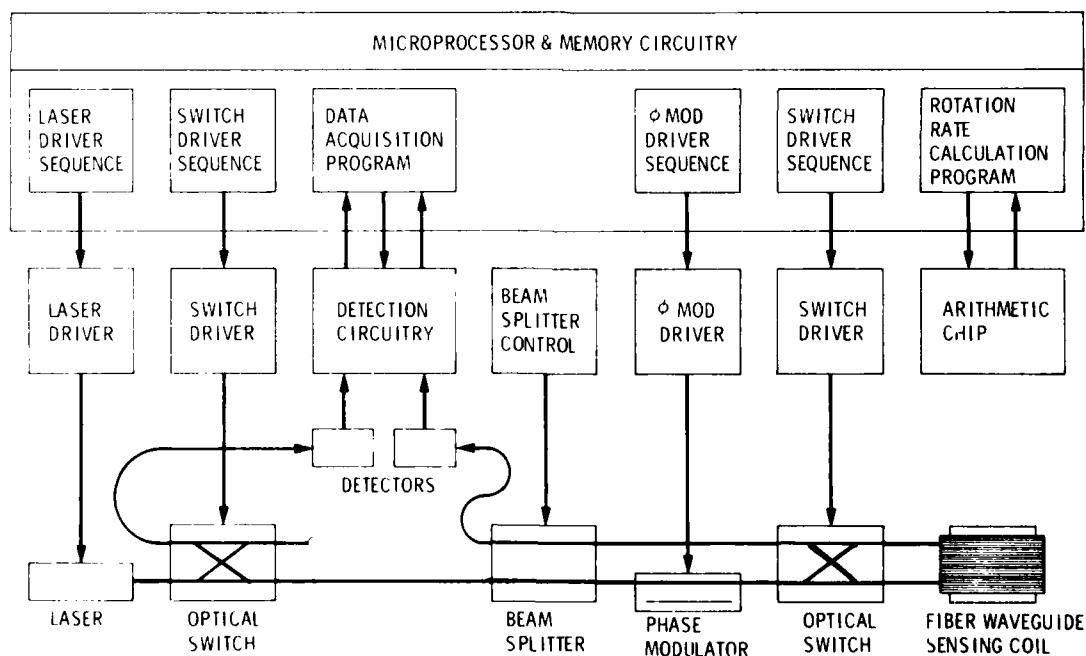 MICROPROCESSOR & MEMORY CIRCUITRY
LASER
DRIVER
SEQUENCE
SWITCH
DRIVER
SEQUENCE
DATA
ACQUISITION
PROGRAM
ϕ MOD
DRIVER
SEQUENCE
SWITCH
DRIVER
SEQUENCE
ROTATION
RATE
CALCULATION
PROGRAM
LASER
DRIVER
SWITCH
DRIVER
DETECTION
CIRCUITRY
BEAM
SPLITTER
CONTROL
ϕ MOD
DRIVER
SWITCH
DRIVER
ARITHMETIC
CHIP
DETECTORS
LASER
OPTICAL
SWITCH
BEAM
SPLITTER
PHASE
MODULATOR
OPTICAL
SWITCH
FIBER WAVEGUIDE
SENSING COIL